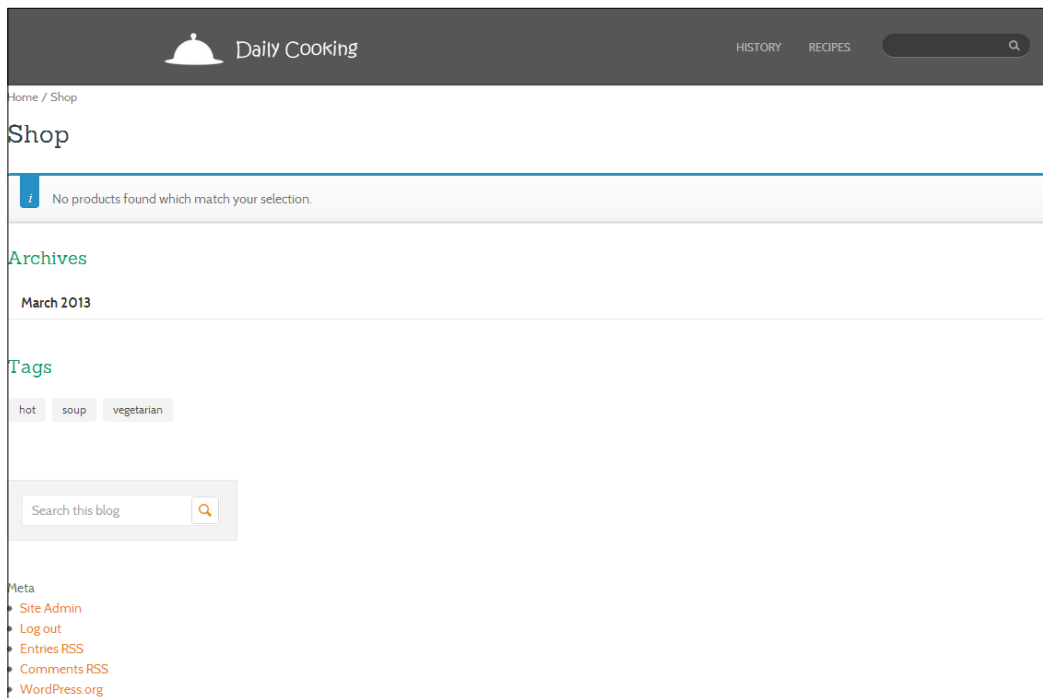 Daily Cooking
HISTORY RECIPES
Home / Shop
Shop
i No products found which match your selection.
Archives
March 2013
Tags
hot soup vegetarian
Search this blog
Meta
Site Admin
Log out
Entries RSS
Comments RSS
WordPress.org